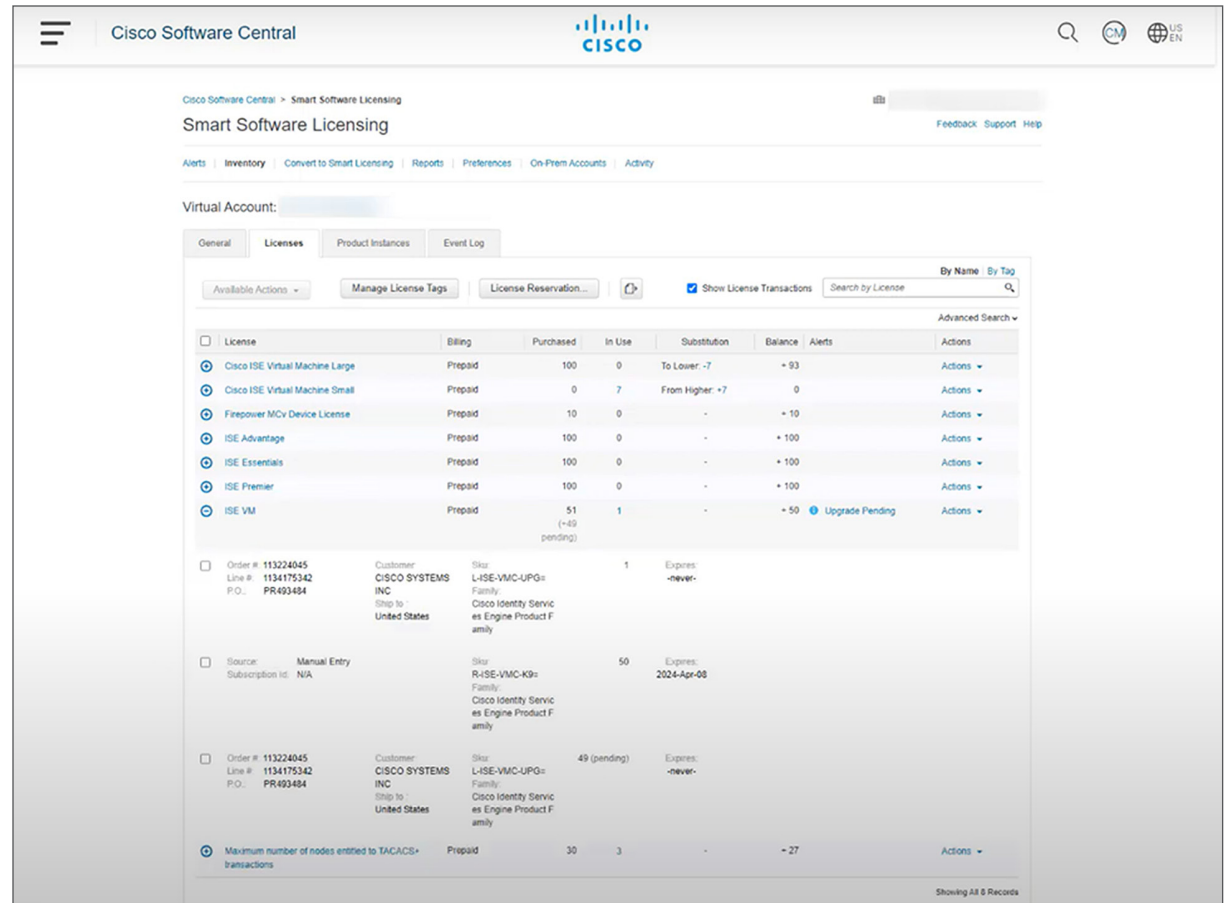 Cisco Software Central
CISCO
CM
US
EN
Cisco Software Central > Smart Software Licensing
Smart Software Licensing
Feedback Support Help
Alerts | Inventory | Convert to Smart Licensing | Reports | Preferences | On-Prem Accounts | Activity
Virtual Account:
General Licenses Product Instances Event Log
By Name | By Tag
Available Actions Manage License Tags License Reservation... Show License Transactions Search by License
Advanced Search
License Billing Purchased In Use Substitution Balance Alerts Actions
Cisco ISE Virtual Machine Large Prepaid 100 0 To Lower: -7 + 93 Actions
Cisco ISE Virtual Machine Small Prepaid 0 7 From Higher: +7 0 Actions
Firepower MCv Device License Prepaid 10 0 - + 10 Actions
ISE Advantage Prepaid 100 0 - + 100 Actions
ISE Essentials Prepaid 100 0 - + 100 Actions
ISE Premier Prepaid 100 0 - + 100 Actions
ISE VM Prepaid 51 1 - + 50 Upgrade Pending Actions
(+49
pending)
Order #: 113224045 Customer Sku: 1 Expires:
Line #: 1134175342 CISCO SYSTEMS L-ISE-VMC-UPG= -never-
P.O.: PR493484 INC Family:
Ship to : Cisco Identity Servic
United States es Engine Product F
amily
Source: Manual Entry Sku: 50 Expires:
Subscription Id: N/A R-ISE-VMC-K9= 2024-Apr-08
Family:
Cisco Identity Servic
es Engine Product F
amily
Order #: 113224045 Customer Sku: 49 (pending) Expires:
Line #: 1134175342 CISCO SYSTEMS L-ISE-VMC-UPG= -never-
P.O.: PR493484 INC Family:
Ship to : Cisco Identity Servic
United States es Engine Product F
amily
Maximum number of nodes entitled to TACACS+ Prepaid 30 3 - + 27 Actions
transactions
Showing All 8 Records